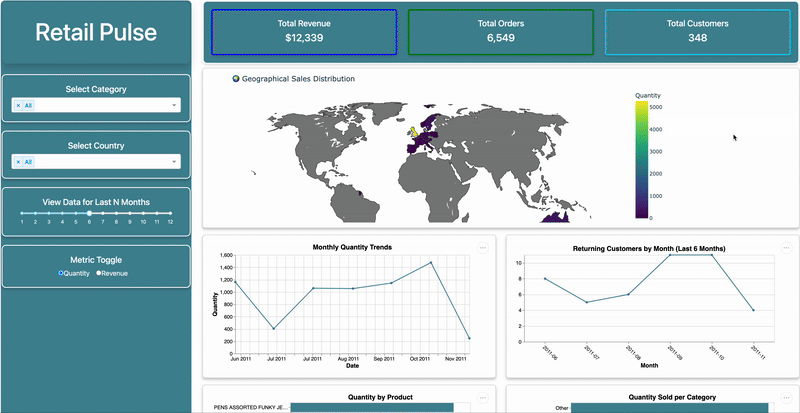 Retail Pulse
Total Revenue
$12,339
Total Orders
6,549
Total Customers
348
Select Category
× All
Select Country
× All
View Data for Last N Months
1 2 3 4 5 6 7 8 9 10 11 12
Metric Toggle
Quantity Revenue
Geographical Sales Distribution
Quantity
5000
4000
3000
2000
1000
0
Monthly Quantity Trends
1,600
1,400
1,200
1,000
800
600
400
200
0
Quantity
Jun 2011 Jul 2011 Jul 2011 Aug 2011 Sep 2011 Oct 2011 Nov 2011
Date
Returning Customers by Month (Last 6 Months)
10
8
6
4
2
0
2011-06 2011-07 2011-08 2011-09 2011-10 2011-11
Month
Quantity by Product
PENS ASSORTED FUNKY JE...
Quantity Sold per Category
Other